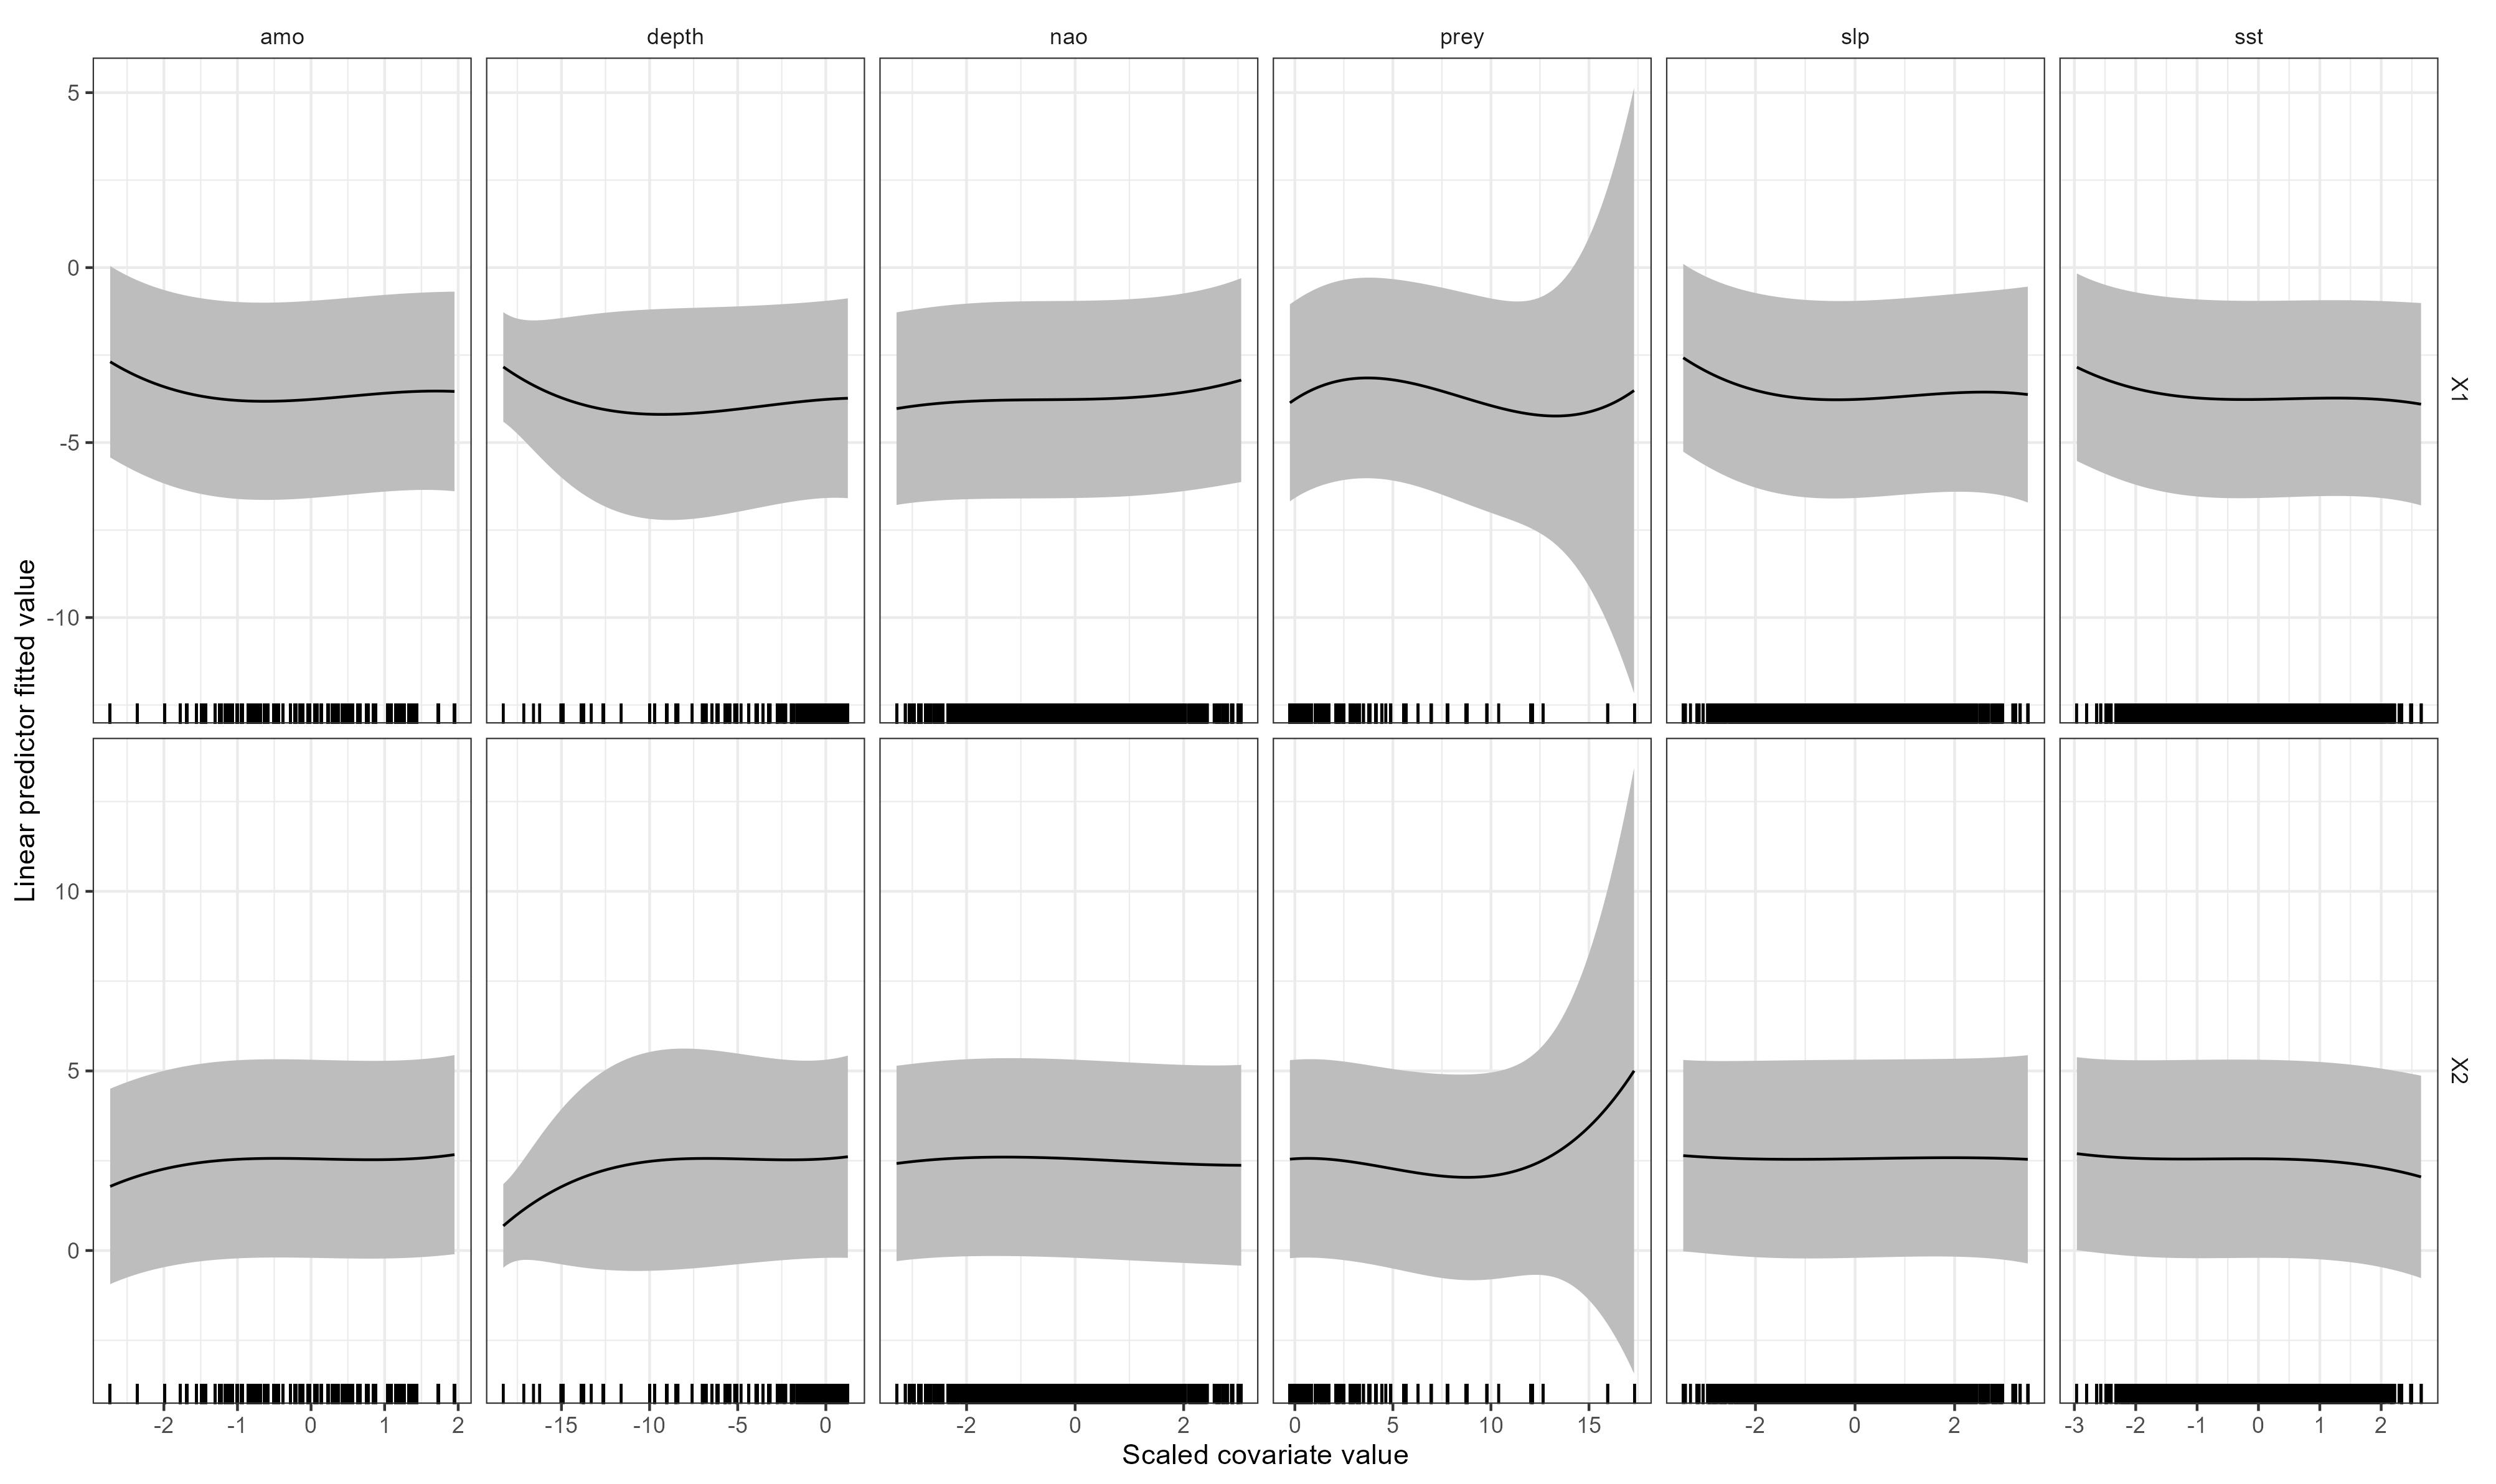 amo depth nao prey slp sst
5
0
-5
-10
X1
Linear predictor fitted value
10
5
0
X2
-2 -1 0 1 2 -15 -10 -5 0 -2 0 2 0 5 10 15 -2 0 2 -3 -2 -1 0 1 2
Scaled covariate value